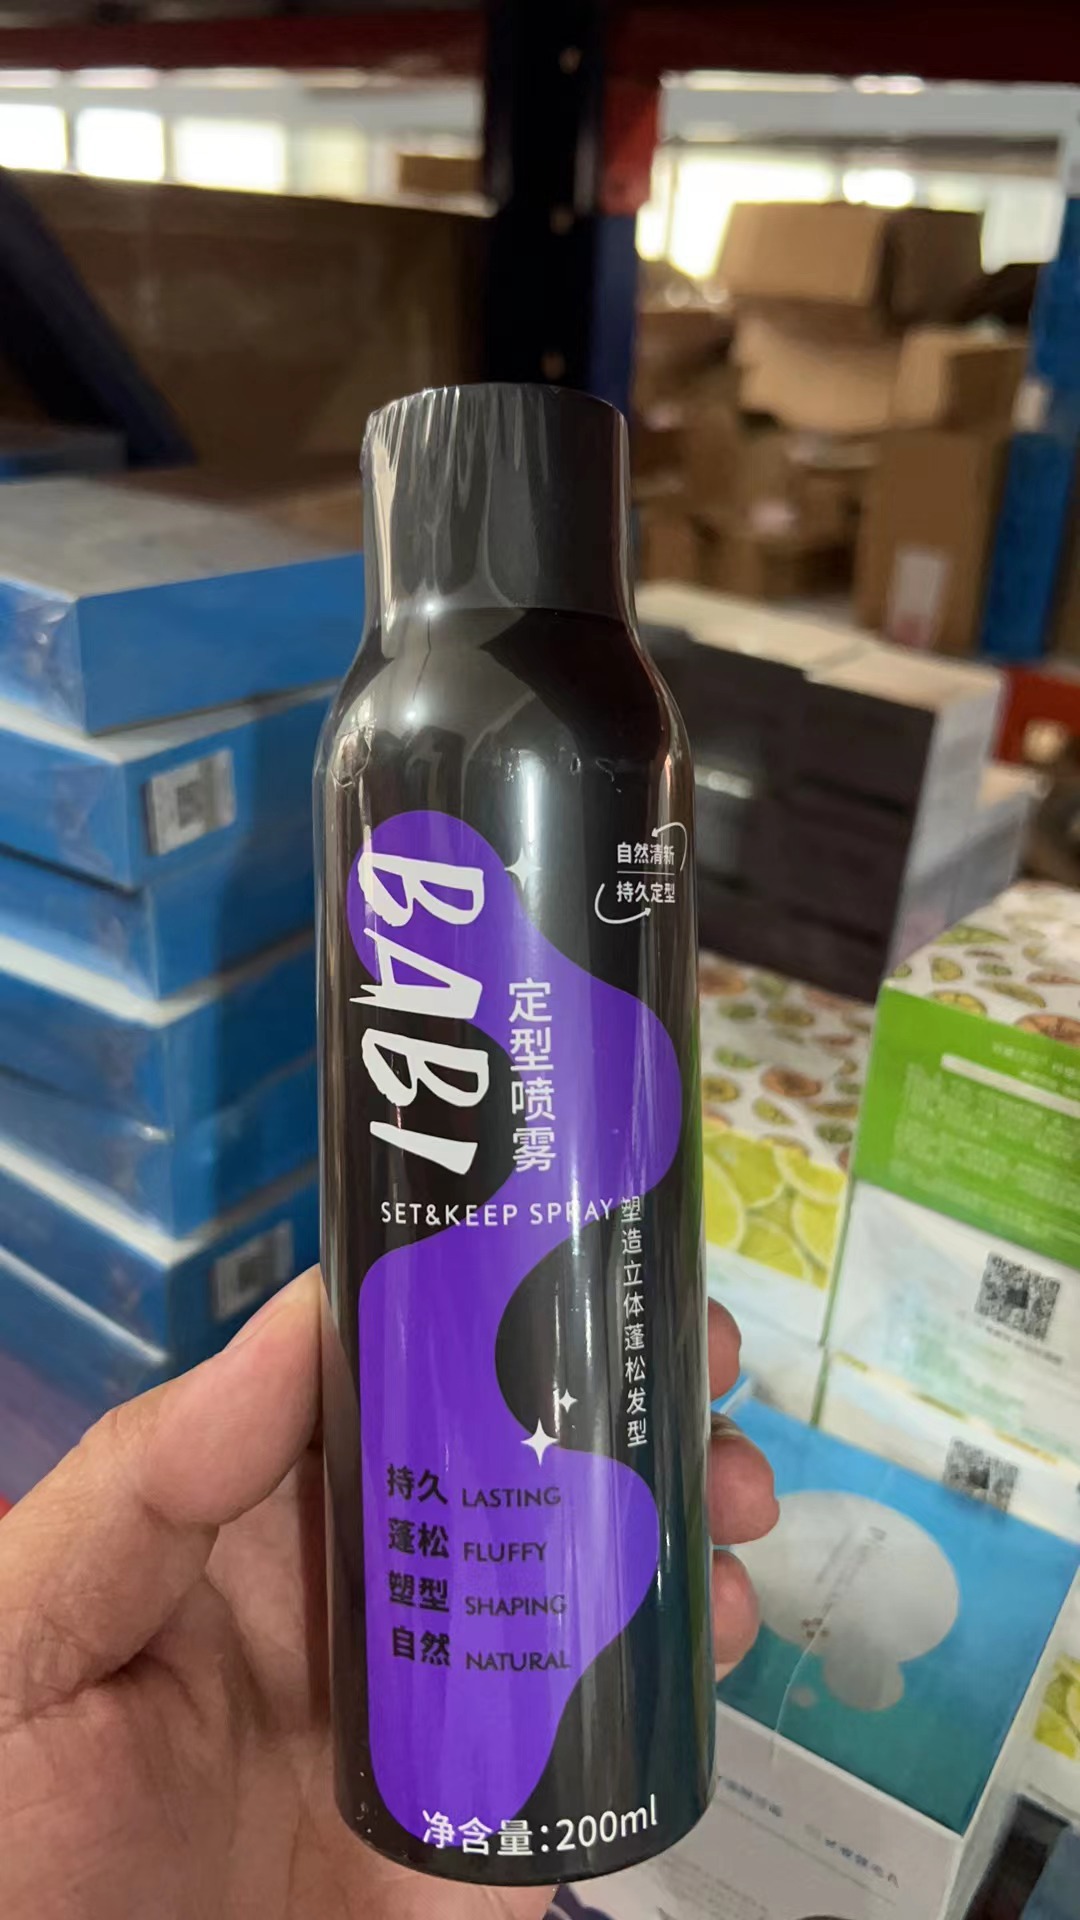 自然清新
持久定型
BABI
定型喷雾
SET&KEEP SPRAY
塑造立体蓬松发型
持久 LASTING
蓬松 FLUFFY
塑型 SHAPING
自然 NATURAL
净含量:200ml